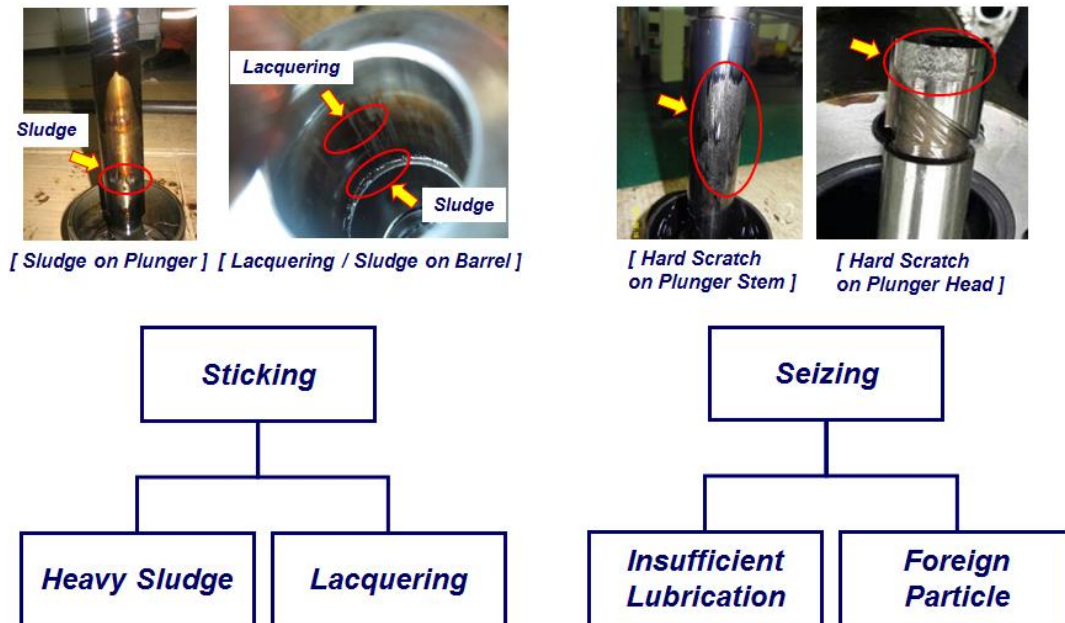 Lacquering
Sludge
Sludge
[ Sludge on Plunger ] [ Lacquering / Sludge on Barrel ]
[ Hard Scratch
on Plunger Stem ]
[ Hard Scratch
on Plunger Head ]
Sticking
Seizing
Heavy Sludge
Lacquering
Insufficient
Lubrication
Foreign
Particle